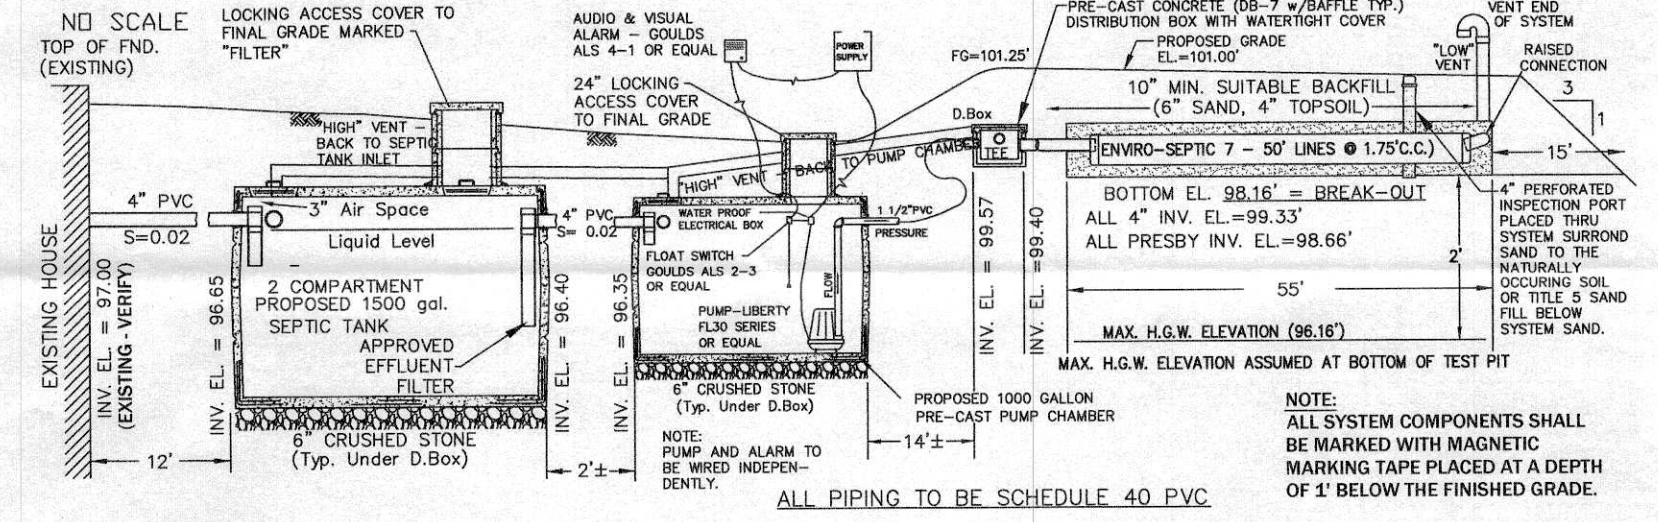 NO SCALE
TOP OF FND.
(EXISTING)
LOCKING ACCESS COVER TO
FINAL GRADE MARKED
"FILTER"
AUDIO & VISUAL
ALARM - GOULDS
ALS 4-1 OR EQUAL
POWER
SUPPLY
24" LOCKING
ACCESS COVER
TO FINAL GRADE
PRE-CAST CONCRETE (DB-7 w/BAFFLE TYP.)
DISTRIBUTION BOX WITH WATERTIGHT COVER
FG=101.25'
PROPOSED GRADE
EL.=101.00'
VENT END
OF SYSTEM
"LOW"
VENT
RAISED
CONNECTION
3
1
10" MIN. SUITABLE BACKFILL
(6" SAND, 4" TOPSOIL)
D.Box
TEE
"HIGH" VENT -
BACK TO SEPTIC
TANK INLET
"HIGH" VENT - BACK TO PUMP CHAMBER
ENVIRO-SEPTIC 7 - 50' LINES @ 1.75'C.C.)
15'
4" PVC
S=0.02
3" Air Space
Liquid Level
4" PVC
S= 0.02
WATER PROOF
ELECTRICAL BOX
1 1/2"PVC
PRESSURE
FLOAT SWITCH
GOULDS ALS 2-3
OR EQUAL
FLOW
PUMP-LIBERTY
FL30 SERIES
OR EQUAL
BOTTOM EL. 98.16' = BREAK-OUT
ALL 4" INV. EL.=99.33'
ALL PRESBY INV. EL.=98.66'
2'
55'
MAX. H.G.W. ELEVATION (96.16')
MAX. H.G.W. ELEVATION ASSUMED AT BOTTOM OF TEST PIT
4" PERFORATED
INSPECTION PORT
PLACED THRU
SYSTEM SURROND
SAND TO THE
NATURALLY
OCCURING SOIL
OR TITLE 5 SAND
FILL BELOW
SYSTEM SAND.
EXISTING HOUSE
INV. EL. = 97.00
(EXISTING - VERIFY)
INV. EL. = 96.65
2 COMPARTMENT
PROPOSED 1500 gal.
SEPTIC TANK
APPROVED
EFFLUENT-
FILTER
INV. EL. = 96.40
INV. EL. = 96.35
INV. EL. = 99.57
INV. EL.=99.40
6" CRUSHED STONE
(Typ. Under D.Box)
6" CRUSHED STONE
(Typ. Under D.Box)
PROPOSED 1000 GALLON
PRE-CAST PUMP CHAMBER
12'
2'±
14'±
NOTE:
PUMP AND ALARM TO
BE WIRED INDEPEN-
DENTLY.
ALL PIPING TO BE SCHEDULE 40 PVC
NOTE:
ALL SYSTEM COMPONENTS SHALL
BE MARKED WITH MAGNETIC
MARKING TAPE PLACED AT A DEPTH
OF 1' BELOW THE FINISHED GRADE.